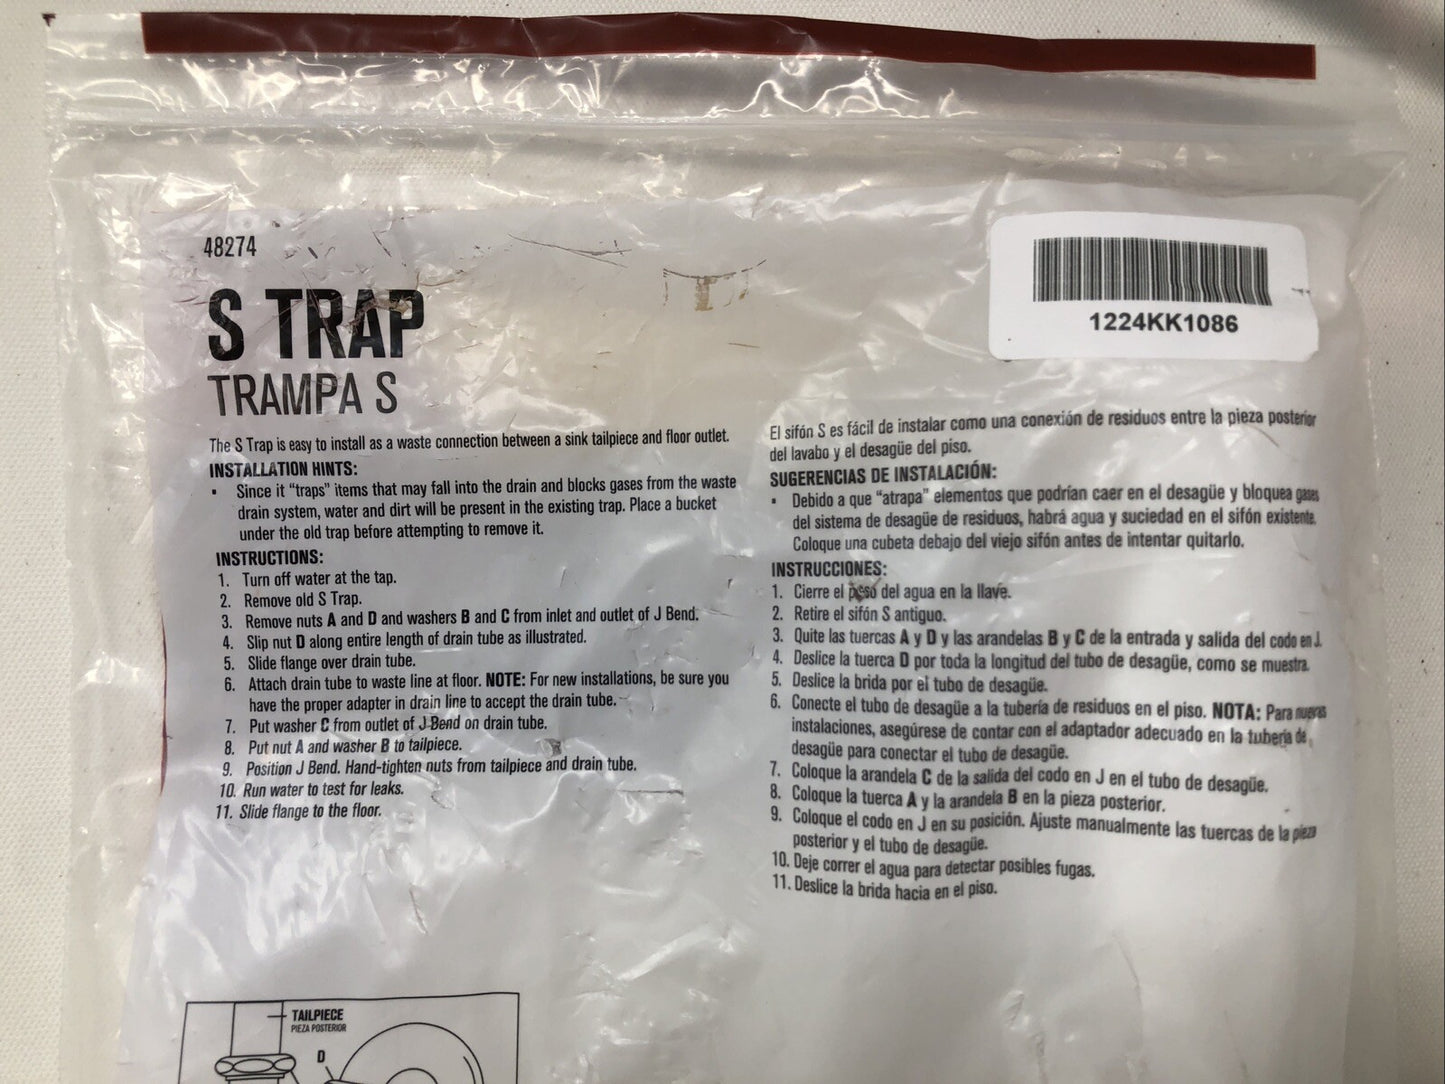 48274
S TRAP
TRAMPA S
The S Trap is easy to install as a waste connection between a sink tailpiece and floor outlet.
INSTALLATION HINTS:
• Since it “traps” items that may fall into the drain and blocks gases from the waste
drain system, water and dirt will be present in the existing trap. Place a bucket
under the old trap before attempting to remove it.
INSTRUCTIONS:
1. Turn off water at the tap.
2. Remove old S Trap.
3. Remove nuts A and D and washers B and C from inlet and outlet of J Bend.
4. Slip nut D along entire length of drain tube as illustrated.
5. Slide flange over drain tube.
6. Attach drain tube to waste line at floor. NOTE: For new installations, be sure you
have the proper adapter in drain line to accept the drain tube.
7. Put washer C from outlet of J Bend on drain tube.
8. Put nut A and washer B to tailpiece.
9. Position J Bend. Hand-tighten nuts from tailpiece and drain tube.
10. Run water to test for leaks.
11. Slide flange to the floor.
1224KK1086
El sifón S es fácil de instalar como una conexión de residuos entre la pieza posterior
del lavabo y el desagüe del piso.
SUGERENCIAS DE INSTALACIÓN:
• Debido a que “atrapa” elementos que podrían caer en el desagüe y bloquea gases
del sistema de desagüe de residuos, habrá agua y suciedad en el sifón existente.
Coloque una cubeta debajo del viejo sifón antes de intentar quitarlo.
INSTRUCCIONES:
1. Cierre el paso del agua en la llave.
2. Retire el sifón S antiguo.
3. Quite las tuercas A y D y las arandelas B y C de la entrada y salida del codo en J.
4. Deslice la tuerca D por toda la longitud del tubo de desagüe, como se muestra.
5. Deslice la brida por el tubo de desagüe.
6. Conecte el tubo de desagüe a la tubería de residuos en el piso. NOTA: Para nuevas
instalaciones, asegúrese de contar con el adaptador adecuado en la tubería de
desagüe para conectar el tubo de desagüe.
7. Coloque la arandela C de la salida del codo en J en el tubo de desagüe.
8. Coloque la tuerca A y la arandela B en la pieza posterior.
9. Coloque el codo en J en su posición. Ajuste manualmente las tuercas de la pieza
posterior y el tubo de desagüe.
10. Deje correr el agua para detectar posibles fugas.
11. Deslice la brida hacia en el piso.
TAILPIECE
PIEZA POSTERIOR
D